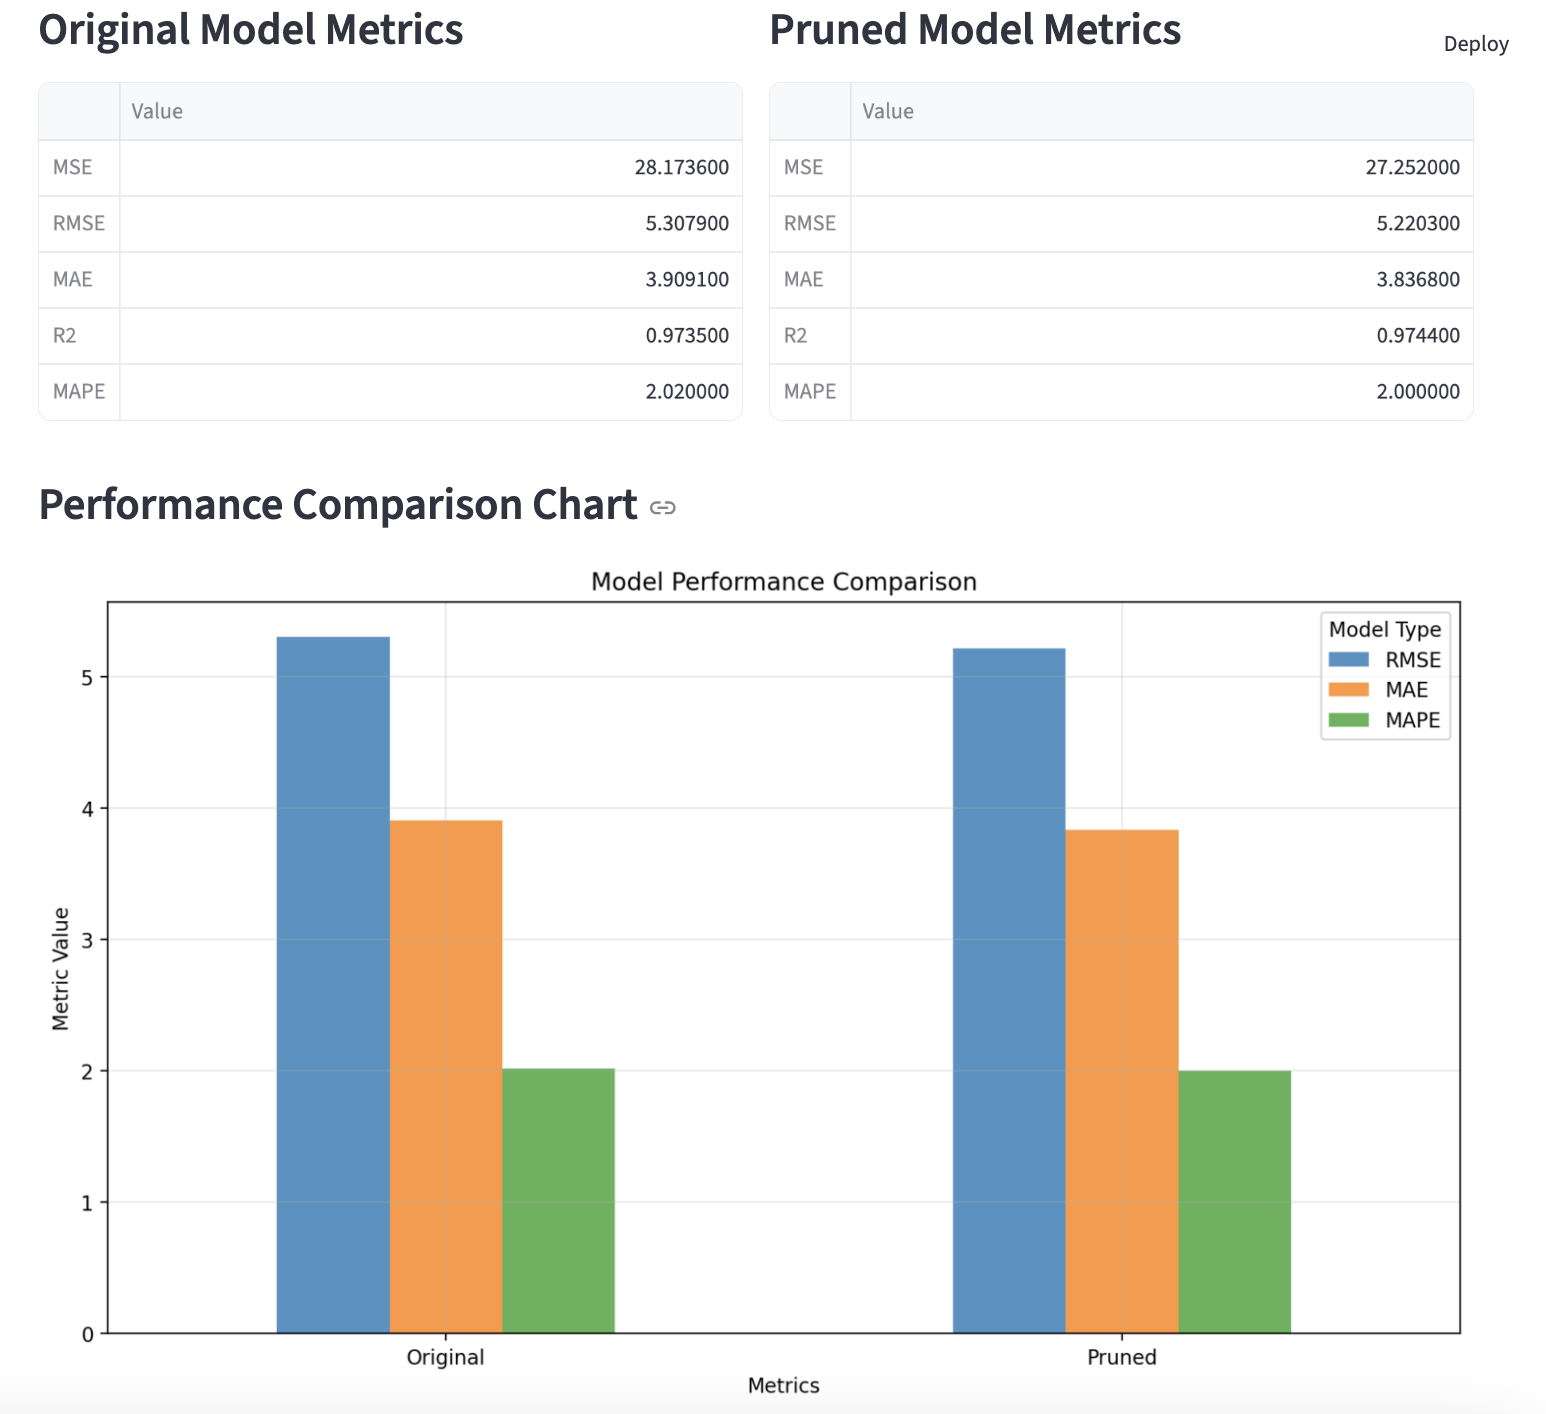 Original Model Metrics
Pruned Model Metrics
Deploy
Value
MSE 28.173600
RMSE 5.307900
MAE 3.909100
R2 0.973500
MAPE 2.020000
Value
MSE 27.252000
RMSE 5.220300
MAE 3.836800
R2 0.974400
MAPE 2.000000
Performance Comparison Chart
Model Performance Comparison
Model Type
RMSE
MAE
MAPE
Metric Value
5
4
3
2
1
0
Original
Pruned
Metrics